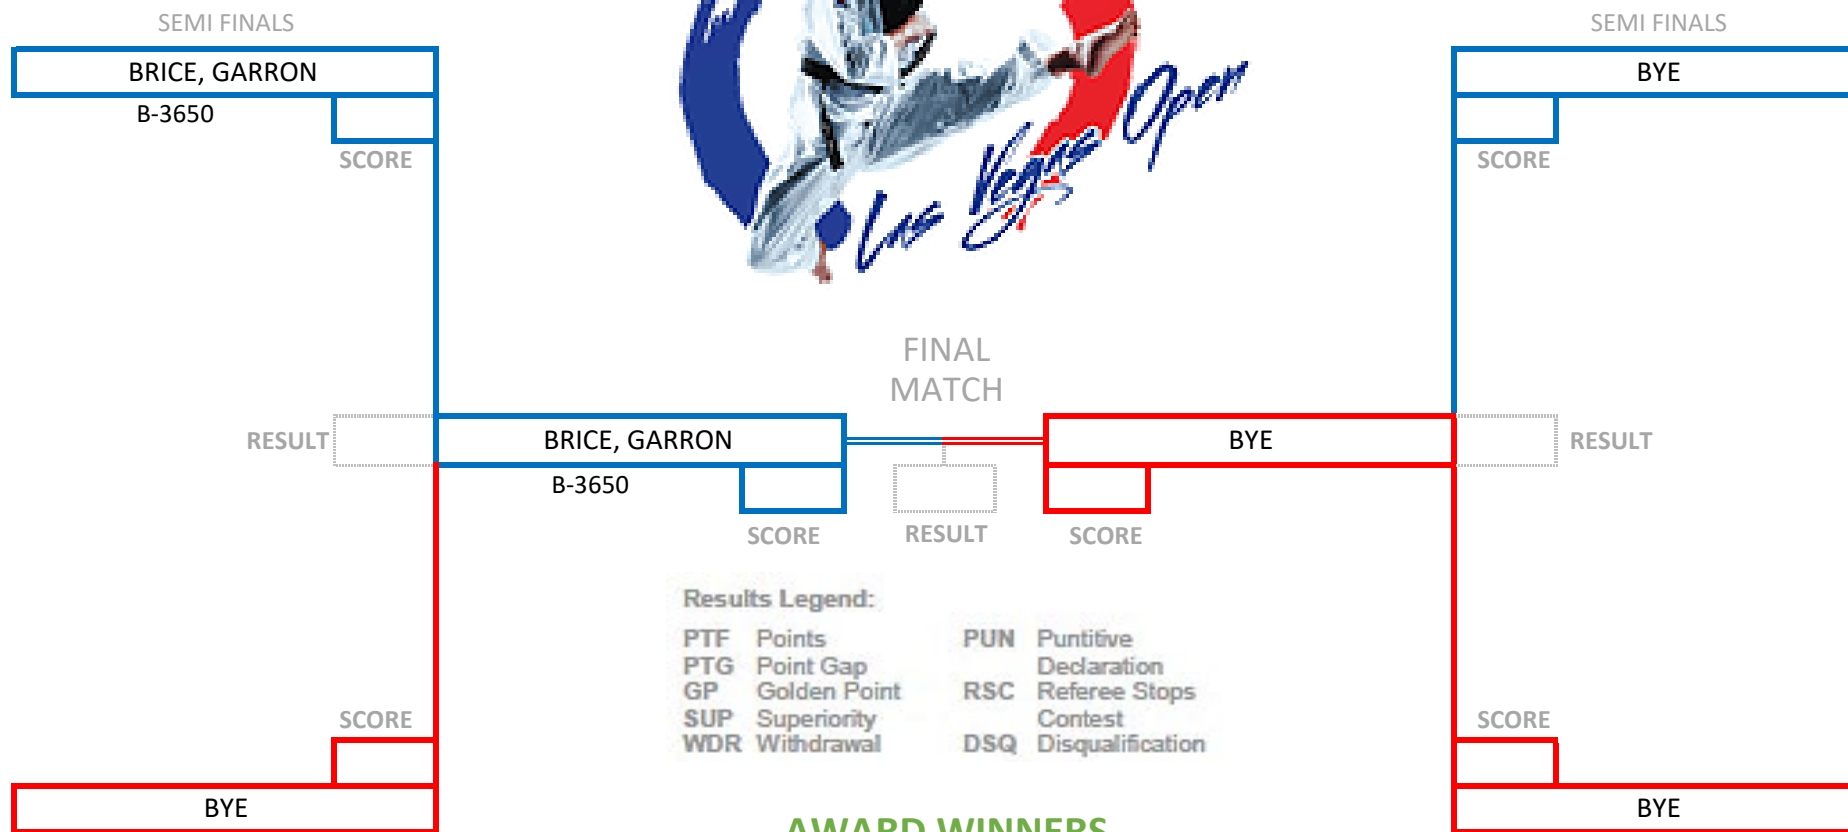 SEMI FINALS
SEMI FINALS
BRICE, GARRON
BYE
B-3650
SCORE
SCORE
Las Vegas Open
FINAL
MATCH
RESULT
BRICE, GARRON
BYE
RESULT
B-3650
SCORE
RESULT
SCORE
Results Legend:
PTF Points
PTG Point Gap
GP Golden Point
SUP Superiority
WDR Withdrawal
PUN Puntitive
Declaration
RSC Referee Stops
Contest
DSQ Disqualification
SCORE
SCORE
BYE
BYE
AWARD WINNERS